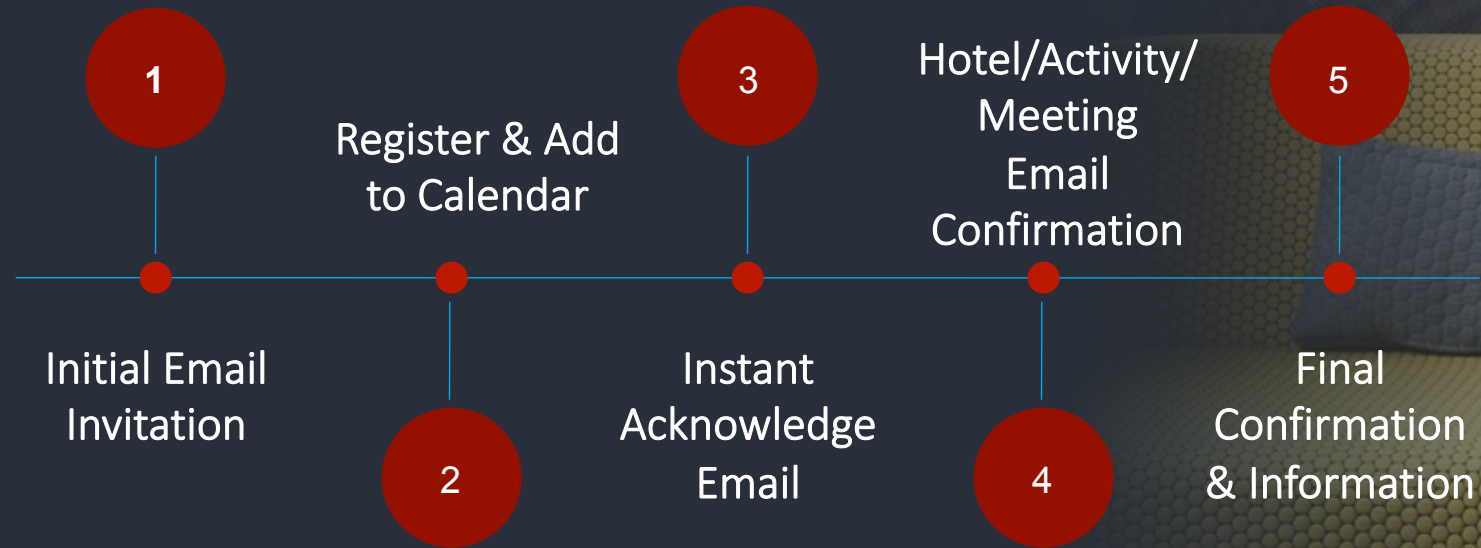 1
Initial Email
Invitation
Register & Add
to Calendar
2
3
Instant
Acknowledge
Email
Hotel/Activity/
Meeting
Email
Confirmation
4
5
Final
Confirmation
& Information